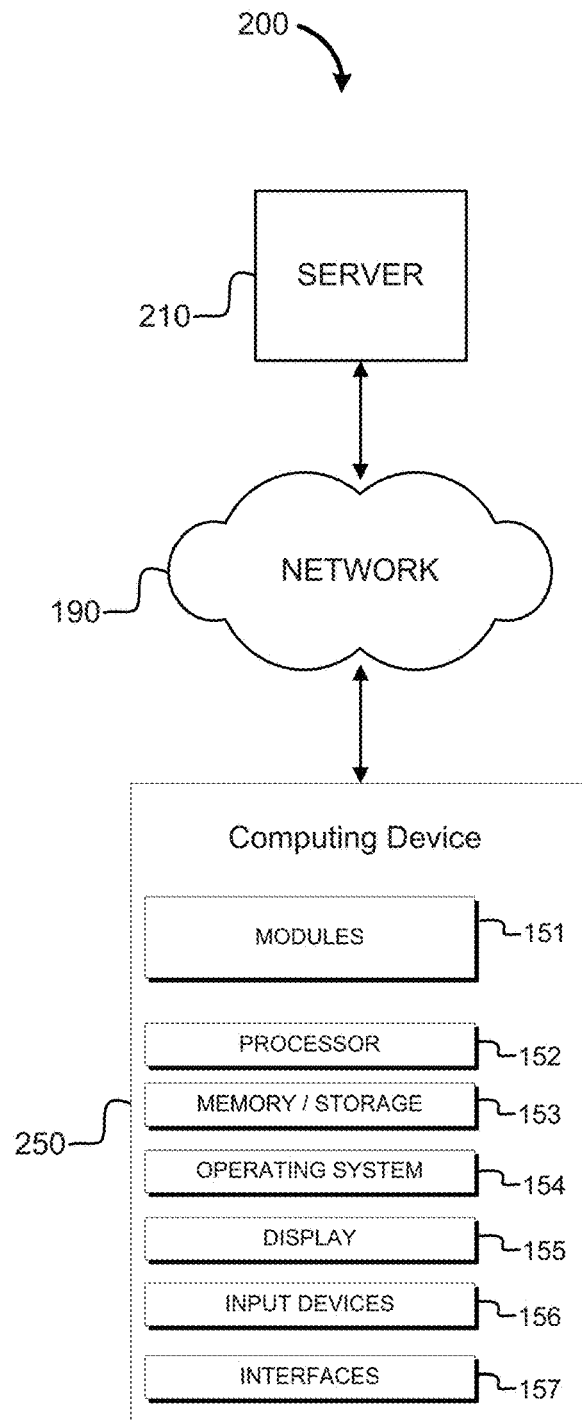 200
SERVER
210
NETWORK
190
Computing Device
MODULES
151
PROCESSOR
152
MEMORY / STORAGE
153
250
OPERATING SYSTEM
154
DISPLAY
155
INPUT DEVICES
156
INTERFACES
157